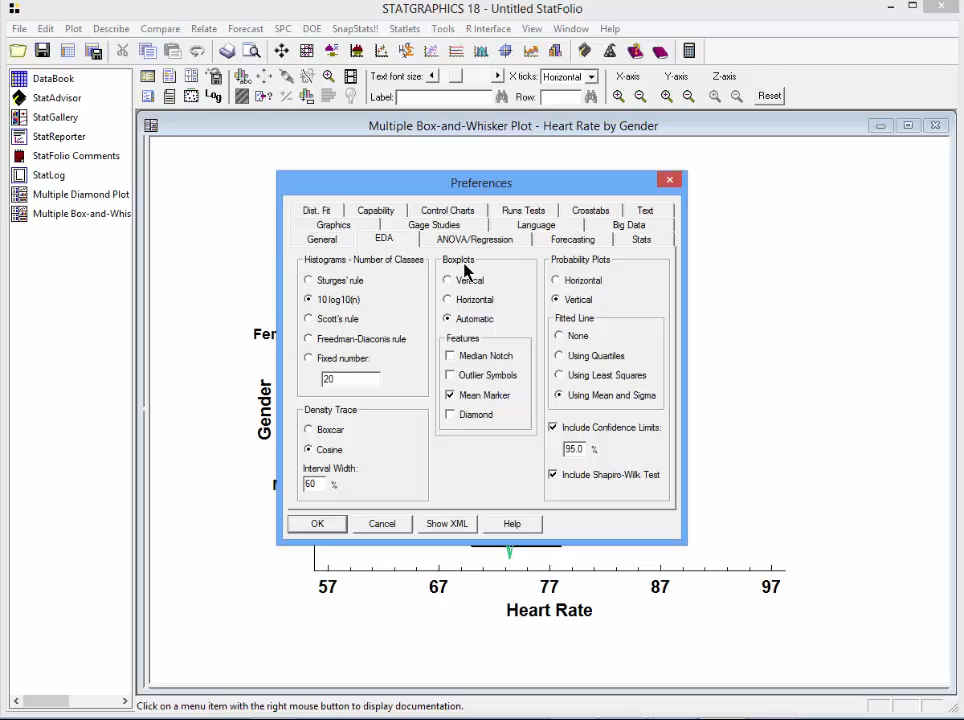 STATGRAPHICS 18 - Untitled StatFolio
File Edit Plot Describe Compare Relate Forecast SPC DOE SnapStats!! Statlets Tools R Interface View Window Help
Text font size: X ticks: Horizontal X-axis Y-axis Z-axis
Log Label: Row: Reset
DataBook
StatAdvisor
StatGallery
StatReporter
StatFolio Comments
StatLog
Multiple Diamond Plot
Multiple Box-and-Whis
Multiple Box-and-Whisker Plot - Heart Rate by Gender
Preferences
Dist. Fit Capability Control Charts Runs Tests Crosstabs Text
Graphics Gage Studies Language Big Data
General EDA ANOVA/Regression Forecasting Stats
Histograms - Number of Classes
Sturges' rule
10 log10(n)
Scott's rule
Freedman-Diaconis rule
Fixed number:
20
Density Trace
Boxcar
Cosine
Interval Width:
60 %
Boxplots
Vertical
Horizontal
Automatic
Features
Median Notch
Outlier Symbols
Mean Marker
Diamond
Probability Plots
Horizontal
Vertical
Fitted Line
None
Using Quartiles
Using Least Squares
Using Mean and Sigma
Include Confidence Limits:
95.0 %
Include Shapiro-Wilk Test
OK Cancel Show XML Help
Fer
Gender
57 67 77 87 97
Heart Rate
Click on a menu item with the right mouse button to display documentation.